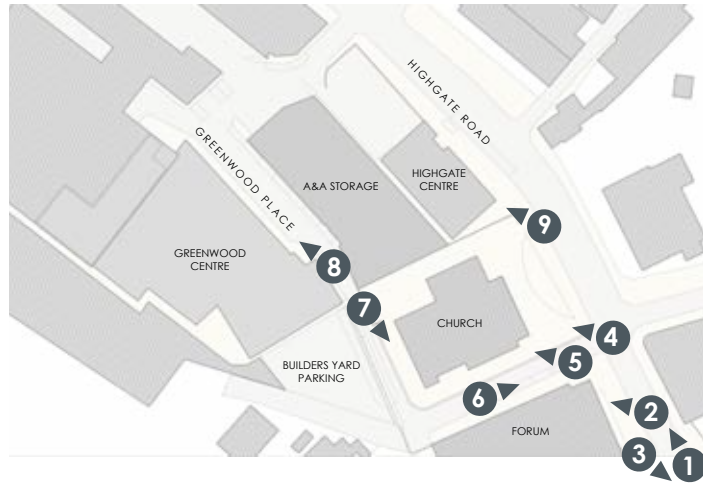 HIGHGATE ROAD
GREENWOOD PLACE
A&A STORAGE
HIGHGATE
CENTRE
9
GREENWOOD
CENTRE
8
7
CHURCH
4
5
BUILDERS YARD
PARKING
6
2
FORUM
3
1